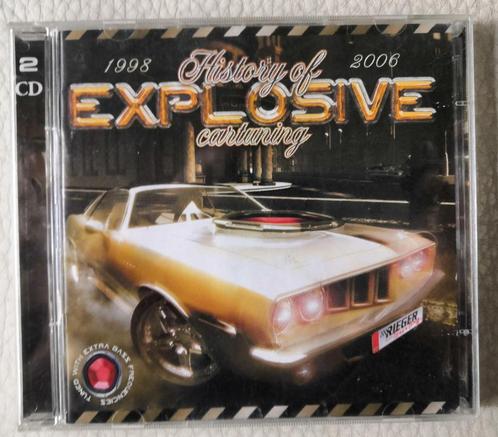 2
CD
1998
2006
History of
EXPLOSIVE
cartuning
RIEGER
TUNED WITH EXTRA BASS FREQUENCIES